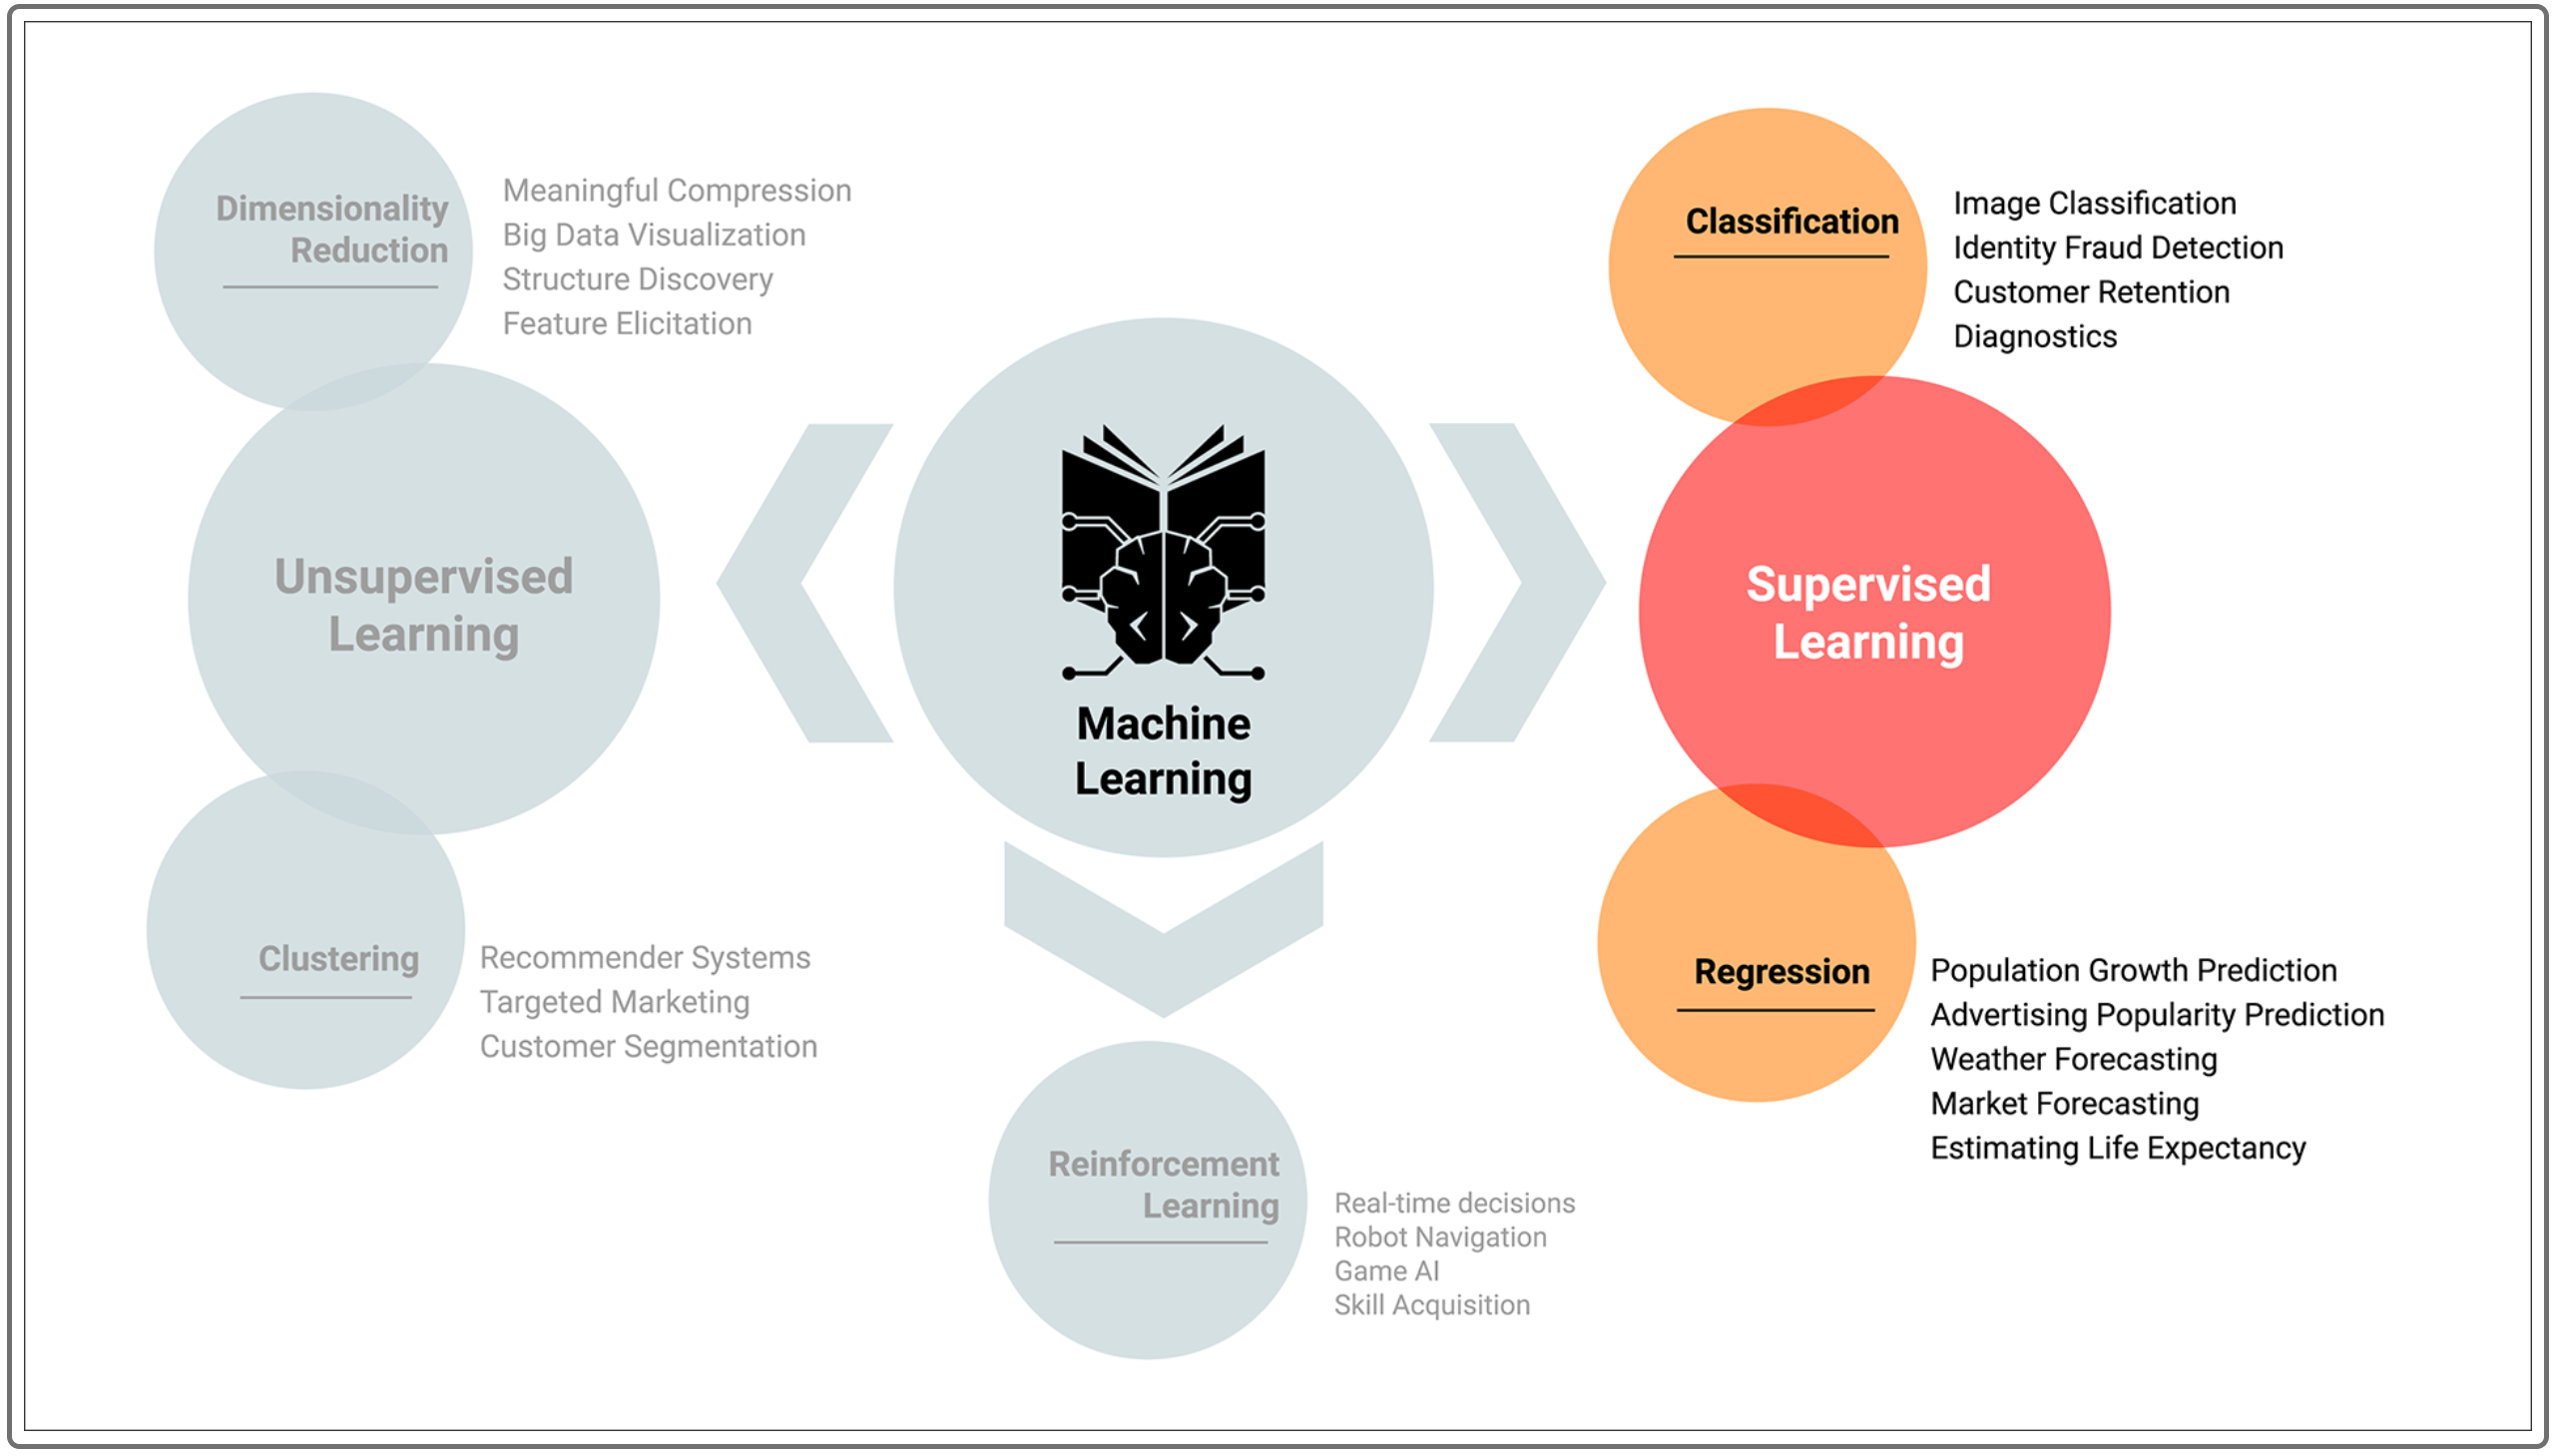 Dimensionality
Reduction
Meaningful Compression
Big Data Visualization
Structure Discovery
Feature Elicitation
Unsupervised
Learning
Clustering
Recommender Systems
Targeted Marketing
Customer Segmentation
Machine
Learning
Reinforcement
Learning
Real-time decisions
Robot Navigation
Game AI
Skill Acquisition
Classification
Image Classification
Identity Fraud Detection
Customer Retention
Diagnostics
Supervised
Learning
Regression
Population Growth Prediction
Advertising Popularity Prediction
Weather Forecasting
Market Forecasting
Estimating Life Expectancy